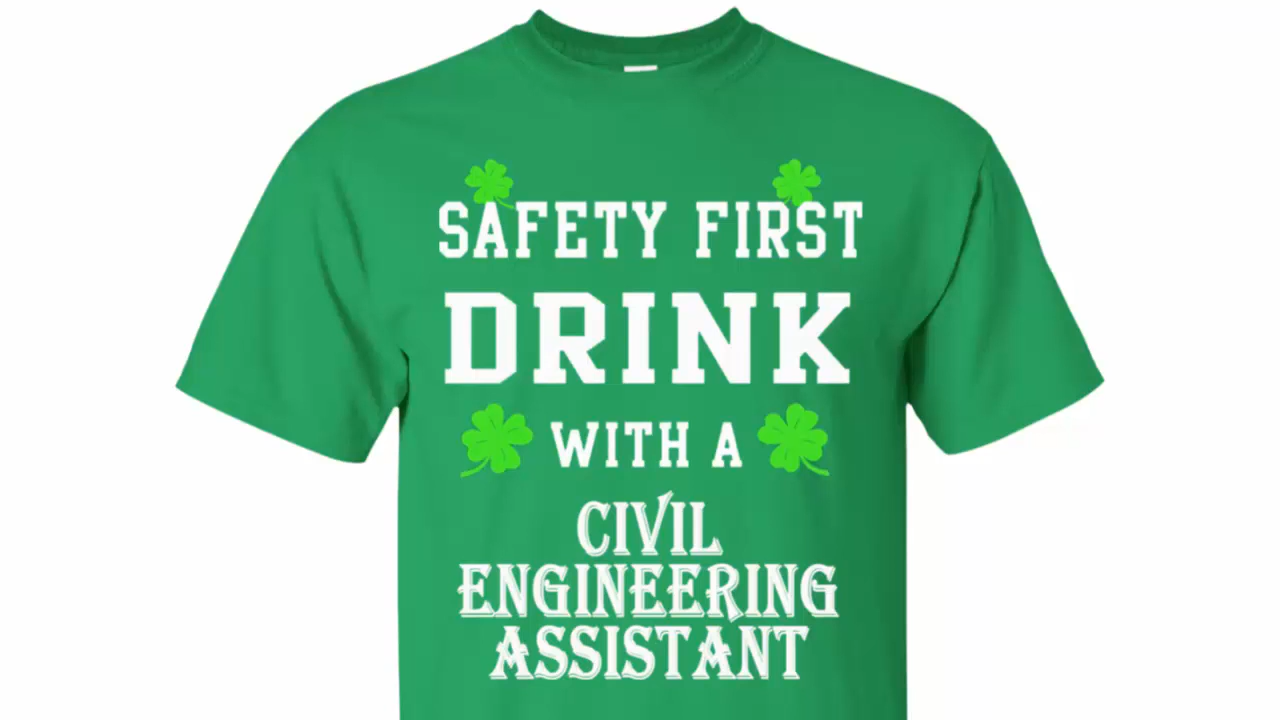 SAFETY FIRST
DRINK
WITH A
CIVIL
ENGINEERING
ASSISTANT